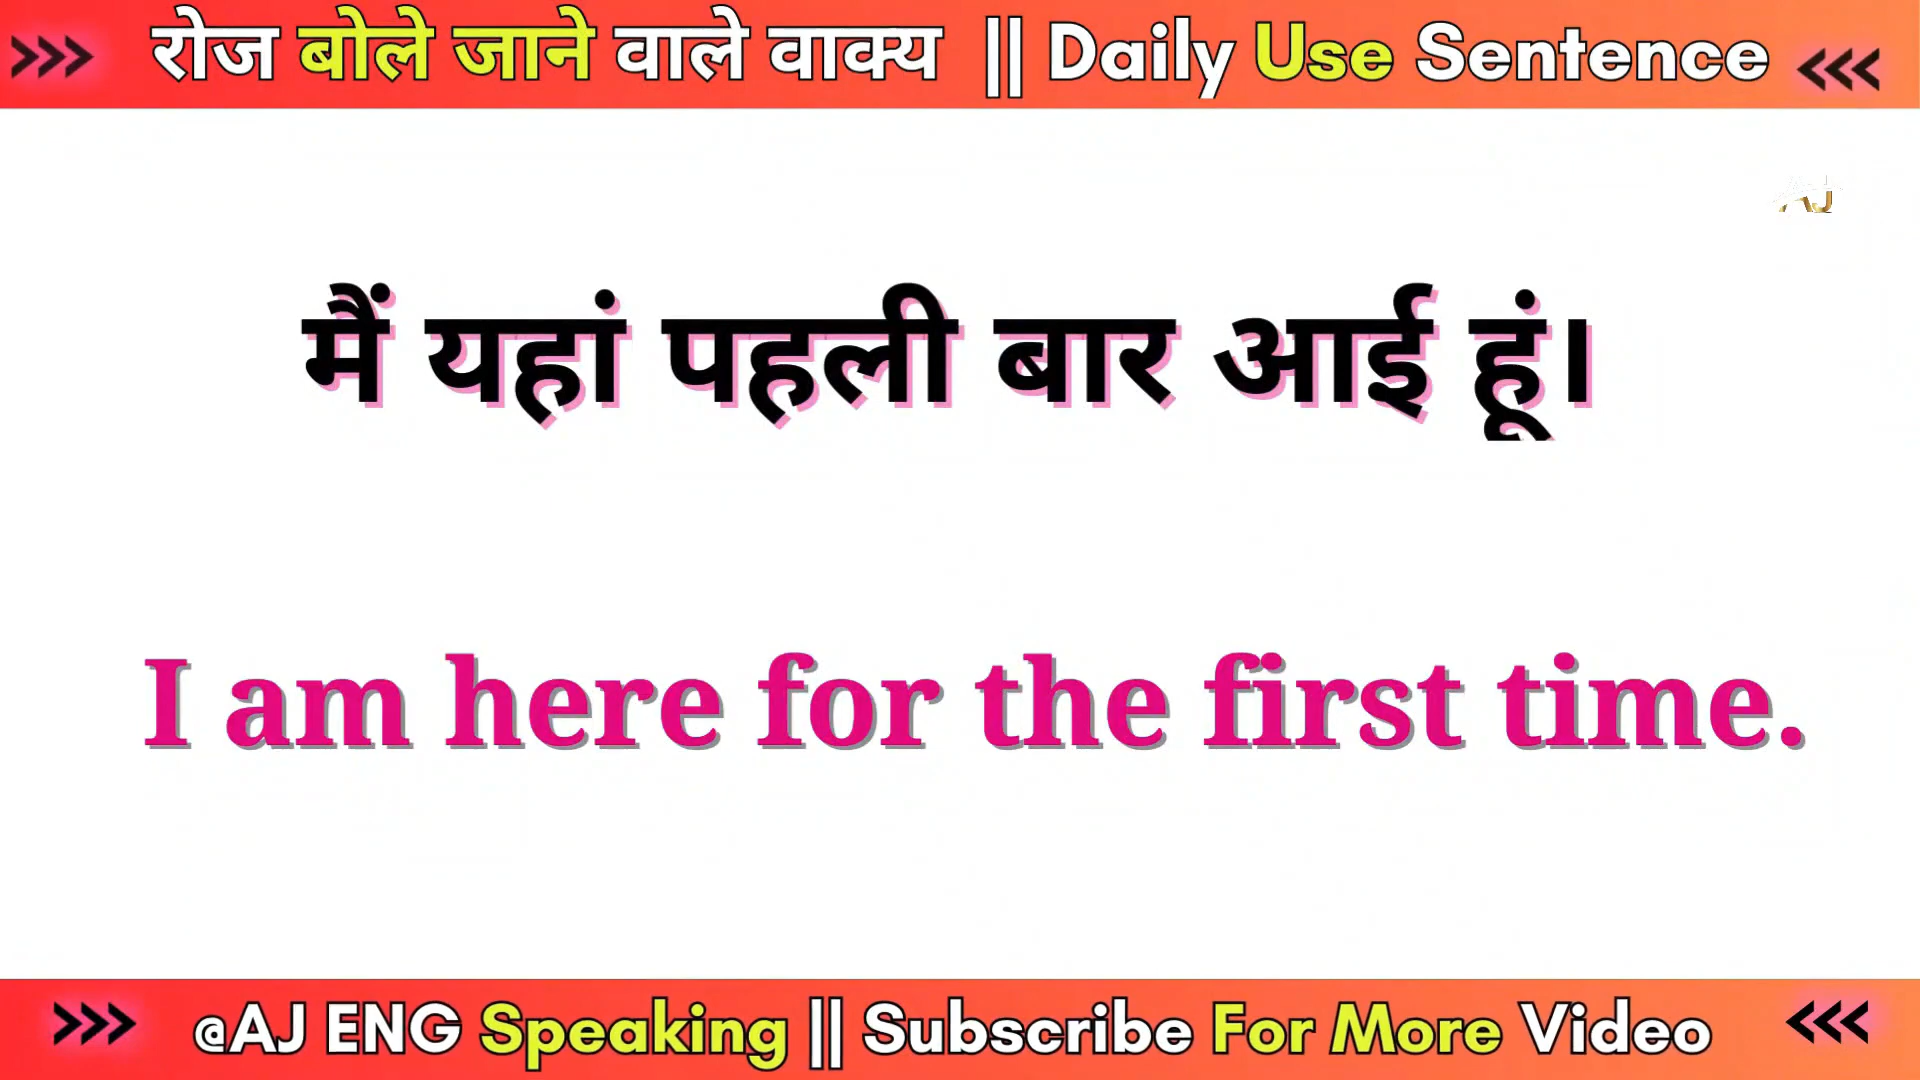 रोज बोले जाने वाले वाक्य || Daily Use Sentence
AJ
मैं यहां पहली बार आई हूं।
I am here for the first time.
@AJ ENG Speaking || Subscribe For More Video